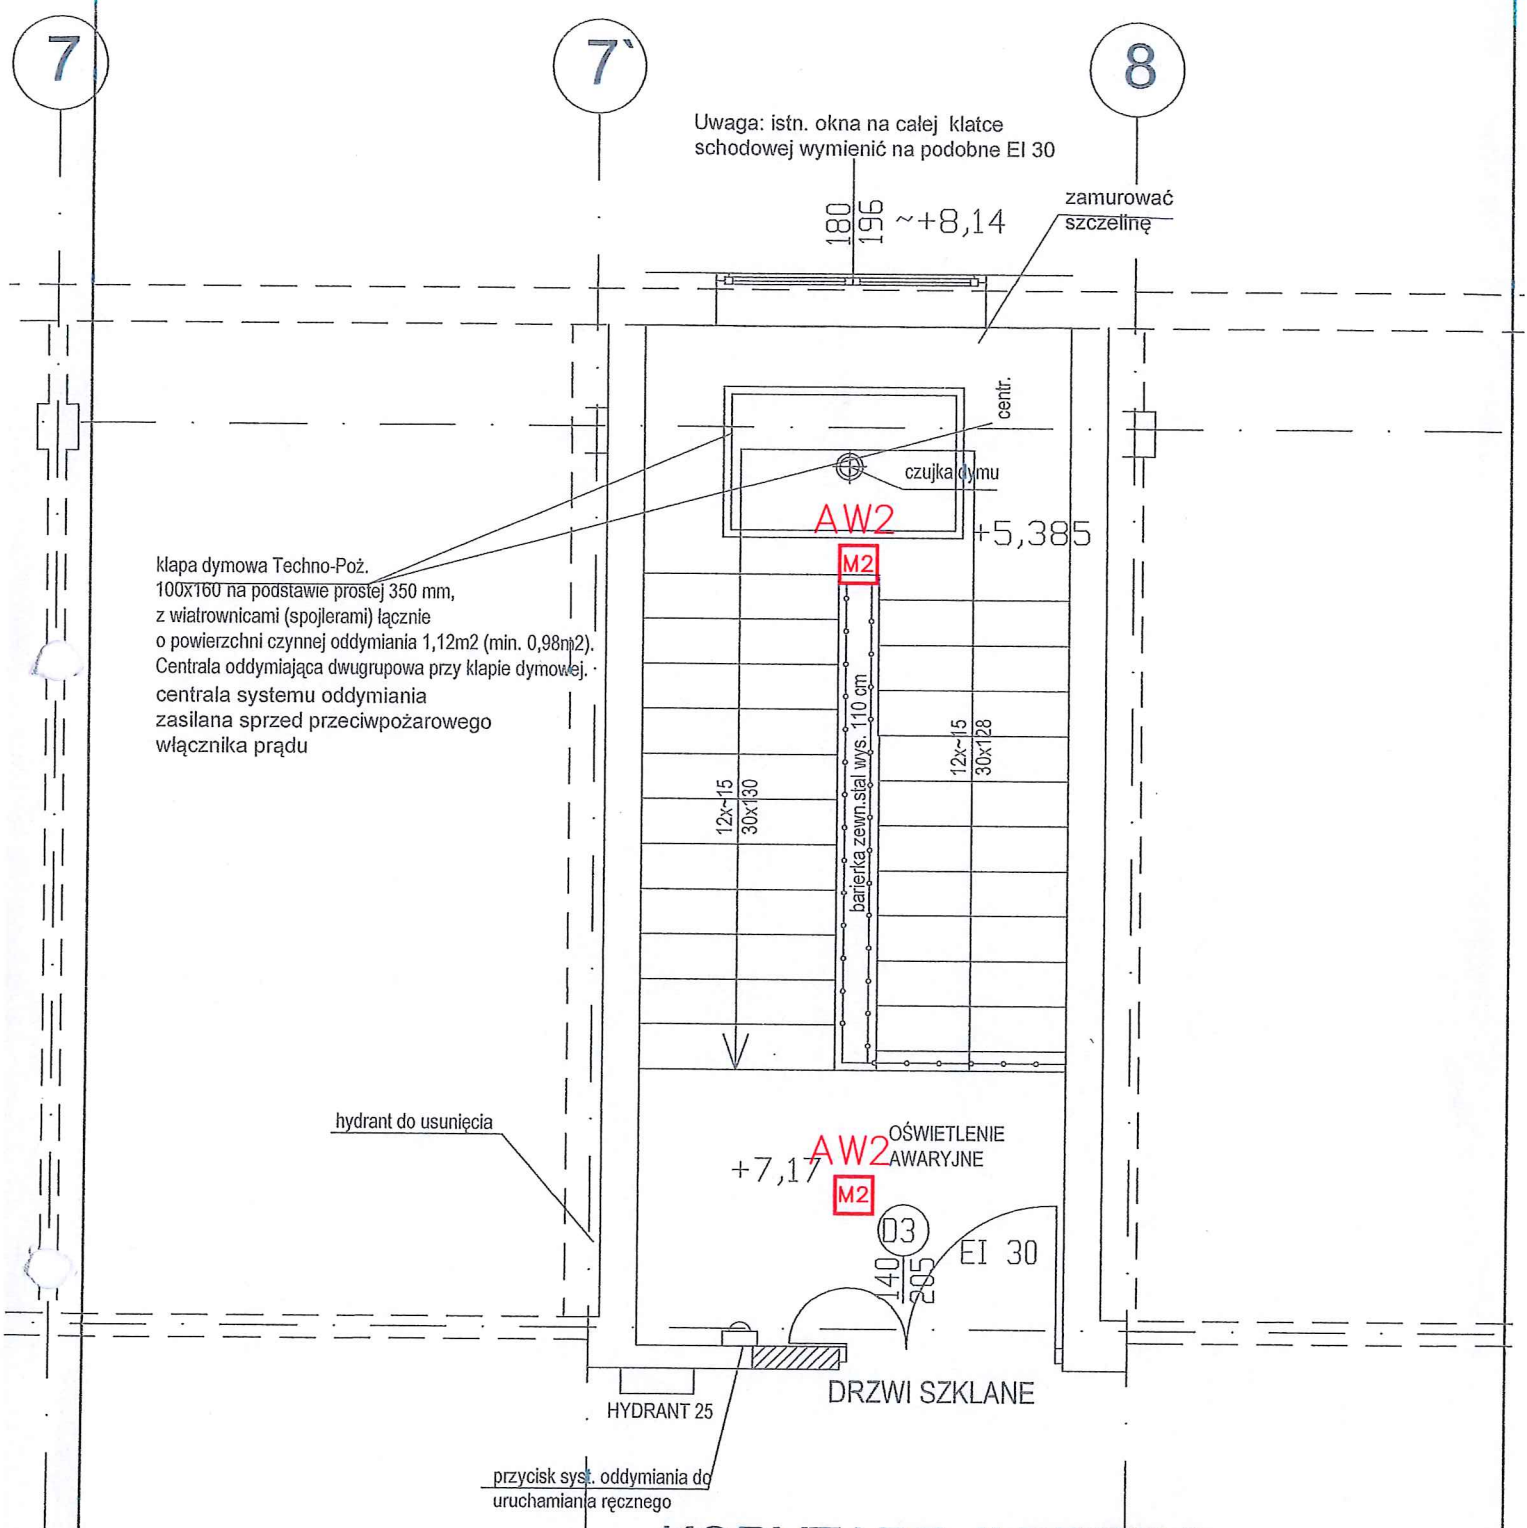 7
7`
8
Uwaga: istn. okna na całej klatce
schodowej wymienić na podobne EI 30
180
196
~+8,14
zamurować
szczelinę
centr.
czujka dymu
AW2
M2
+5,385
klapa dymowa Techno-Poż.
100x160 na podstawie prostej 350 mm,
z wiatrownicami (spojlerami) łącznie
o powierzchni czynnej oddymiania 1,12m2 (min. 0,98m2).
Centrala oddymiająca dwugrupowa przy klapie dymowej.
centrala systemu oddymiania
zasilana sprzed przeciwpożarowego
włącznika prądu
12x~15
30x130
barierka zewn.stal wys. 110 cm
12x~15
30x128
hydrant do usunięcia
+7,17
AW2
M2
OŚWIETLENIE
AWARYJNE
D3
140
205
EI 30
DRZWI SZKLANE
HYDRANT 25
przycisk syst. oddymiania do
uruchamiania ręcznego